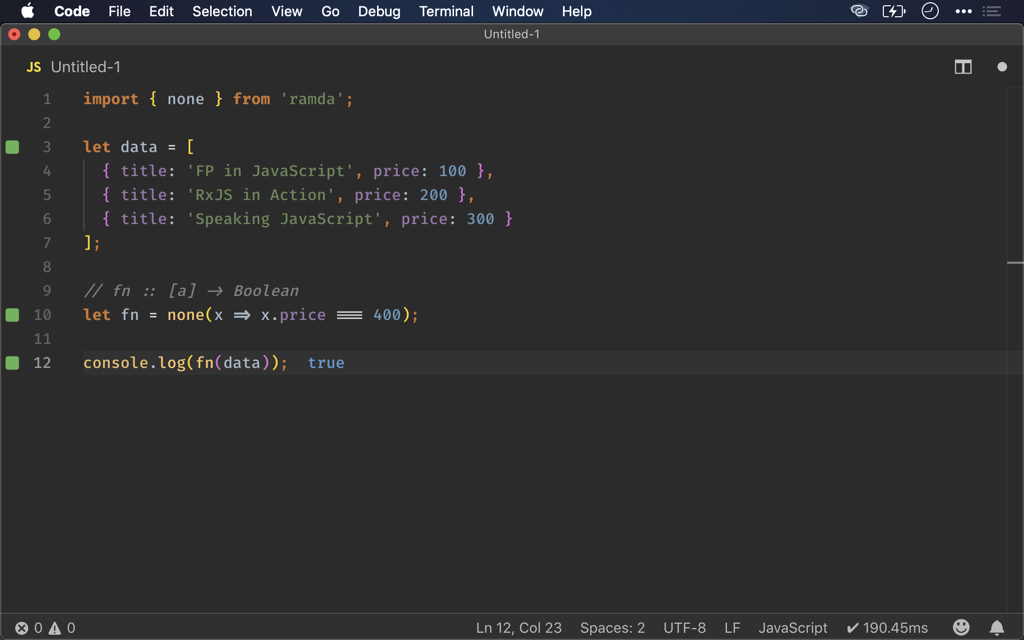 Code File Edit Selection View Go Debug Terminal Window Help
Untitled-1
JS Untitled-1
1 import { none } from 'ramda';
2
3 let data = [
4 { title: 'FP in JavaScript', price: 100 },
5 { title: 'RxJS in Action', price: 200 },
6 { title: 'Speaking JavaScript', price: 300 }
7 ];
8
9 // fn :: [a] → Boolean
10 let fn = none(x => x.price === 400);
11
12 console.log(fn(data)); true
0 0 Ln 12, Col 23 Spaces: 2 UTF-8 LF JavaScript ✔ 190.45ms